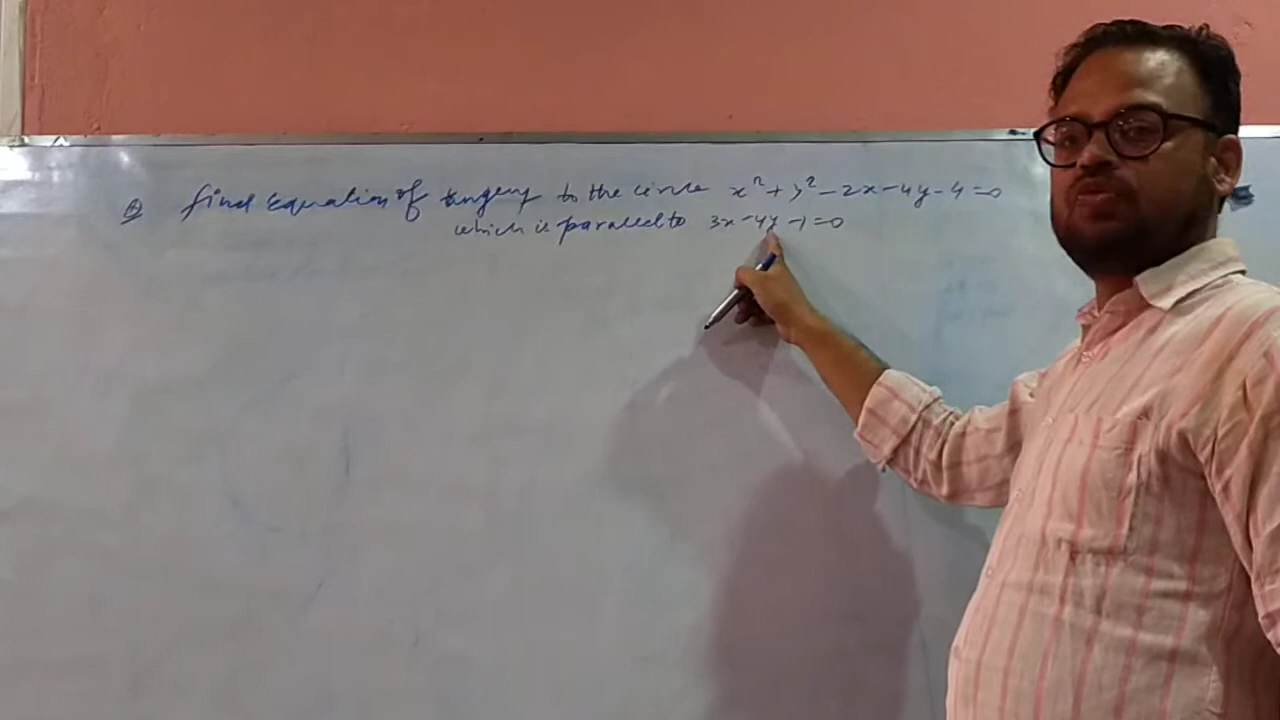 Q find Equation of tangent to the circle x² + y² - 2x - 4y - 4 = 0
which is parallel to 3x - 4y - 1 = 0